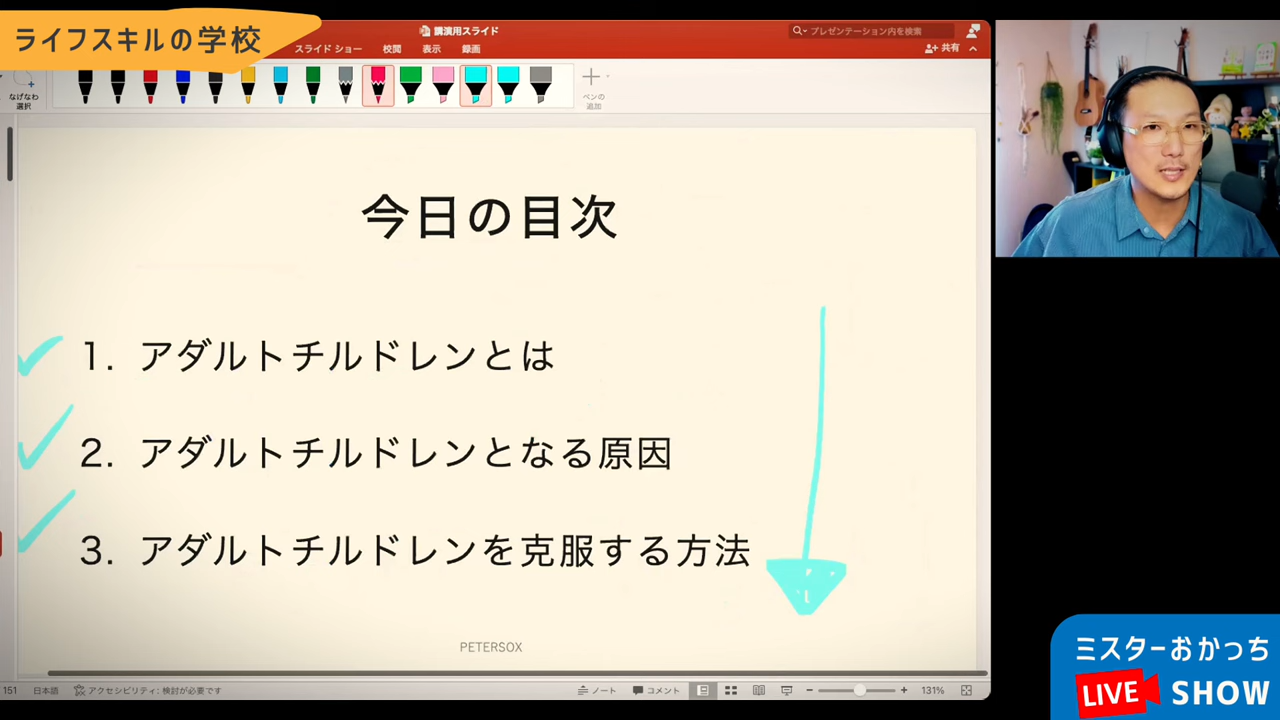 ライフスキルの学校
講演用スライド
プレゼンテーション内を検索
スライド ショー
校閲
表示
録画
共有
なげなわ
選択
ペンの
追加
今日の目次
1. アダルトチルドレンとは
2. アダルトチルドレンとなる原因
3. アダルトチルドレンを克服する方法
PETERSOX
151
日本語
アクセシビリティ: 検討が必要です
ノート
コメント
131%
ミスターおかっち
LIVE SHOW